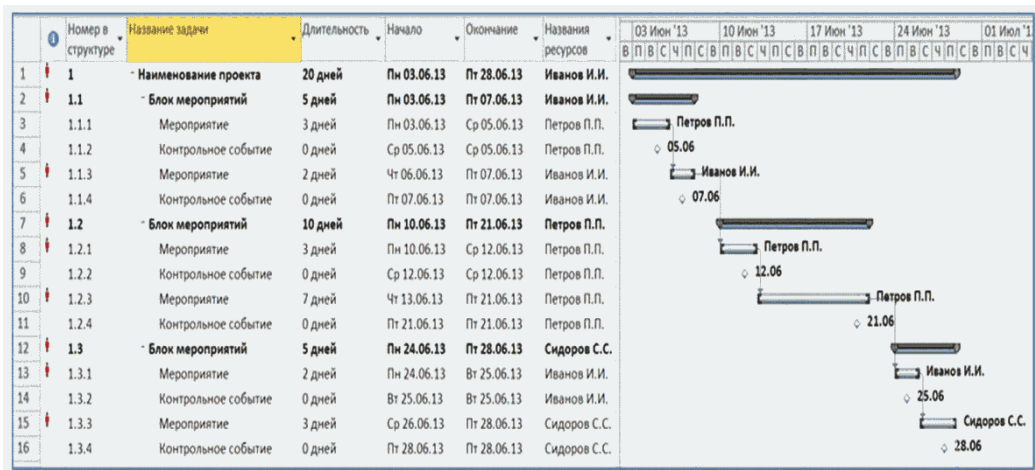 Номер в структуре Название задачи Длительность Начало Окончание Названия ресурсов 03 Июн '13 10 Июн '13 17 Июн '13 24 Июн '13 01 Июл '1
В П В С Ч П С В П В С Ч П С В П В С Ч П С В П В С Ч П С В П В С Ч
1 1 - Наименование проекта 20 дней Пн 03.06.13 Пт 28.06.13 Иванов И.И.
2 1.1 - Блок мероприятий 5 дней Пн 03.06.13 Пт 07.06.13 Иванов И.И.
3 1.1.1 Мероприятие 3 дней Пн 03.06.13 Ср 05.06.13 Петров П.П. Петров П.П.
4 1.1.2 Контрольное событие 0 дней Ср 05.06.13 Ср 05.06.13 Петров П.П. 05.06
5 1.1.3 Мероприятие 2 дней Чт 06.06.13 Пт 07.06.13 Иванов И.И. Иванов И.И.
6 1.1.4 Контрольное событие 0 дней Пт 07.06.13 Пт 07.06.13 Иванов И.И. 07.06
7 1.2 - Блок мероприятий 10 дней Пн 10.06.13 Пт 21.06.13 Петров П.П.
8 1.2.1 Мероприятие 3 дней Пн 10.06.13 Ср 12.06.13 Петров П.П. Петров П.П.
9 1.2.2 Контрольное событие 0 дней Ср 12.06.13 Ср 12.06.13 Петров П.П. 12.06
10 1.2.3 Мероприятие 7 дней Чт 13.06.13 Пт 21.06.13 Петров П.П. Петров П.П.
11 1.2.4 Контрольное событие 0 дней Пт 21.06.13 Пт 21.06.13 Петров П.П. 21.06
12 1.3 - Блок мероприятий 5 дней Пн 24.06.13 Пт 28.06.13 Сидоров С.С.
13 1.3.1 Мероприятие 2 дней Пн 24.06.13 Вт 25.06.13 Иванов И.И. Иванов И.И.
14 1.3.2 Контрольное событие 0 дней Вт 25.06.13 Вт 25.06.13 Иванов И.И. 25.06
15 1.3.3 Мероприятие 3 дней Ср 26.06.13 Пт 28.06.13 Сидоров С.С. Сидоров С.С.
16 1.3.4 Контрольное событие 0 дней Пт 28.06.13 Пт 28.06.13 Сидоров С.С. 28.06